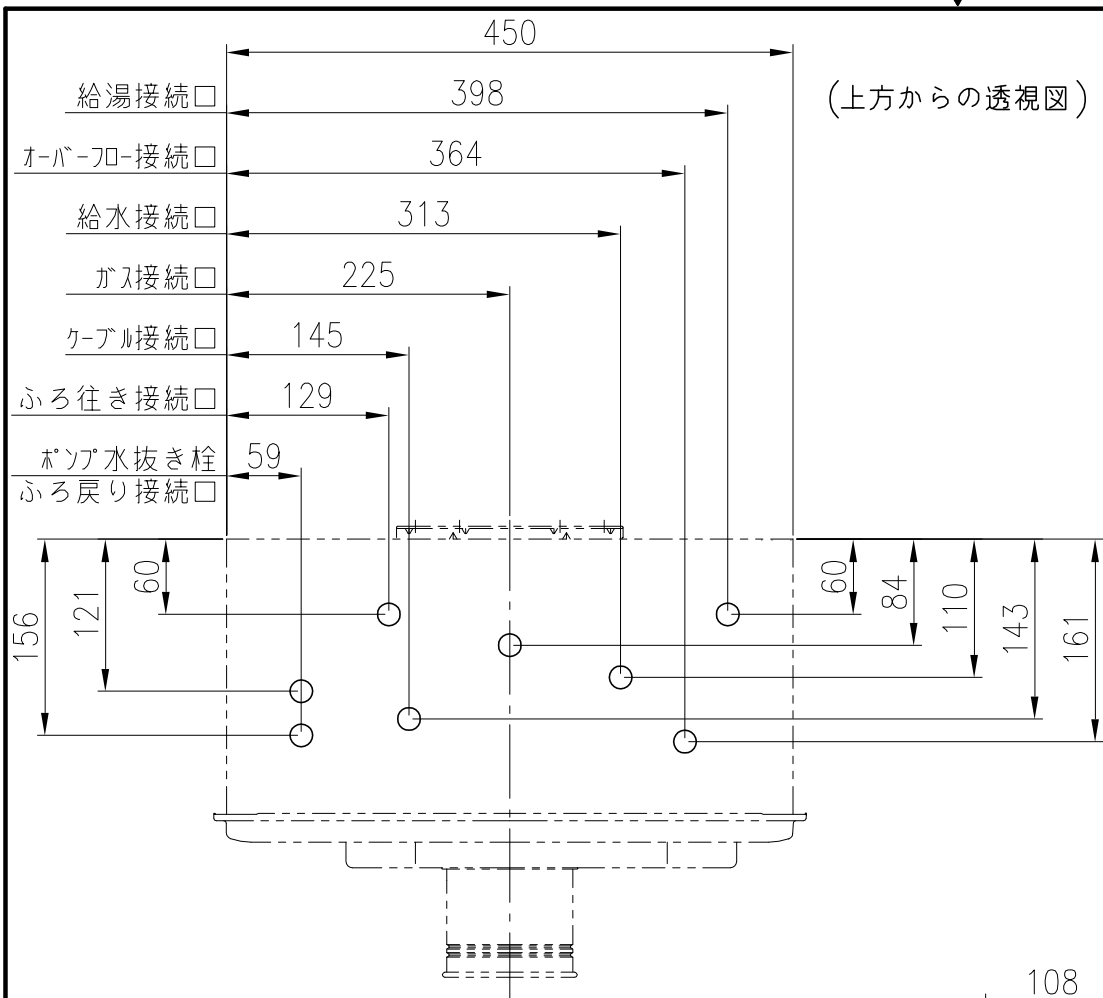 450
給湯接続口
398
(上方からの透視図)
オーバーフロー接続口
364
給水接続口
313
ガス接続口
225
ケーブル接続口
145
ふろ往き接続口
129
ポンプ水抜き栓
59
ふろ戻り接続口
60
121
156
60
84
110
143
161
108